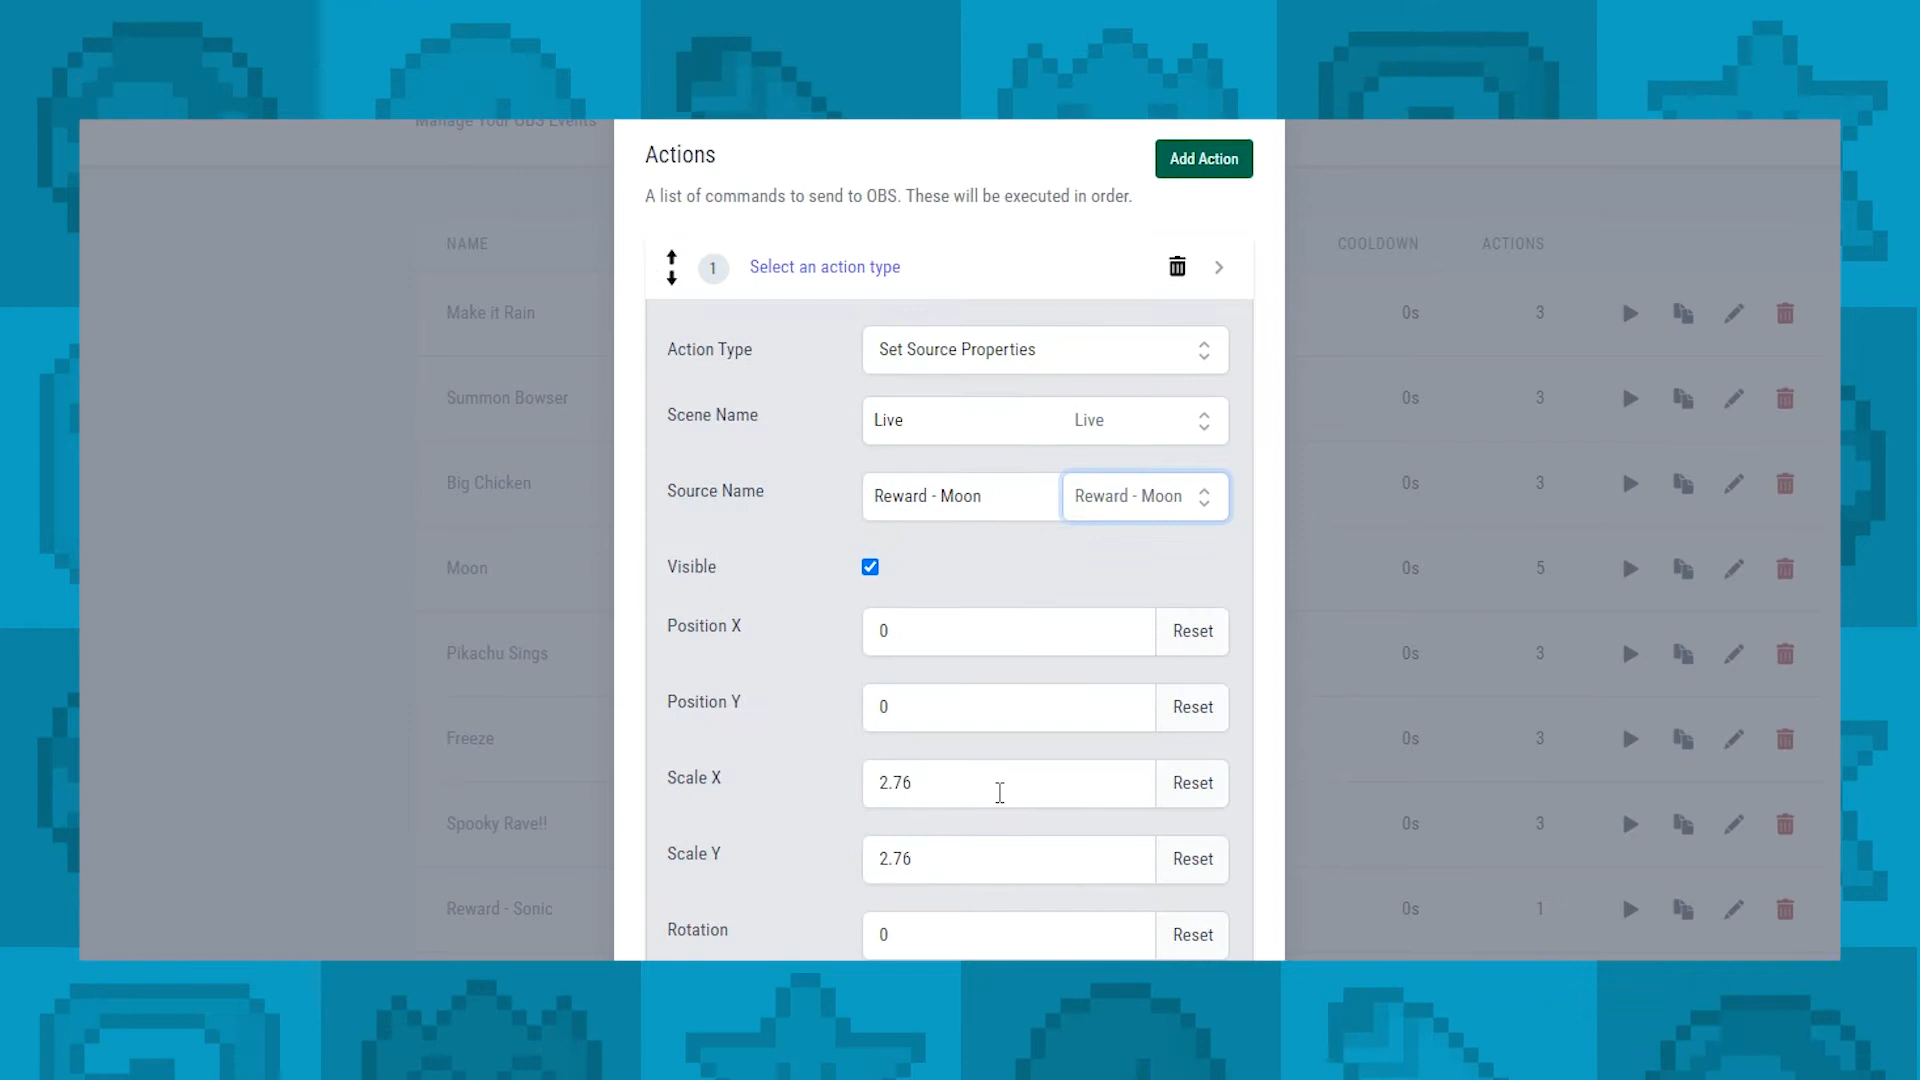 Manage Your OBS Events
Actions
Add Action
A list of commands to send to OBS. These will be executed in order.
NAME
COOLDOWN
ACTIONS
1
Select an action type
Make it Rain
0s
3
Action Type
Set Source Properties
Summon Bowser
0s
3
Scene Name
Live
Live
Big Chicken
0s
3
Source Name
Reward - Moon
Reward - Moon
Moon
0s
5
Visible
Position X
0
Reset
Pikachu Sings
0s
3
Position Y
0
Reset
Freeze
0s
3
Scale X
2.76
Reset
Spooky Rave!!
0s
3
Scale Y
2.76
Reset
Reward - Sonic
0s
1
Rotation
0
Reset